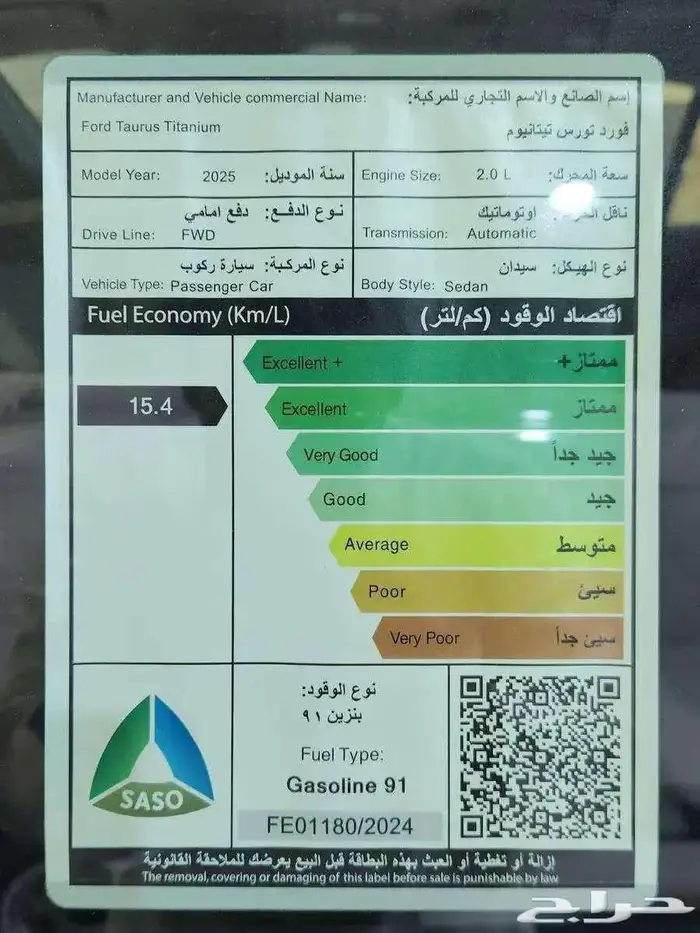 Manufacturer and Vehicle commercial Name: إسم الصانع والاسم التجاري للمركبة:
Ford Taurus Titanium فورد تورس تيتانيوم
Model Year: 2025 سنة الموديل:
Engine Size: 2.0 L سعة المحرك:
نوع الدفع: دفع امامي
Drive Line: FWD
ناقل اوتوماتيك
Transmission: Automatic
نوع المركبة: سيارة ركوب
Vehicle Type: Passenger Car
نوع الهيكل: سيدان
Body Style: Sedan
Fuel Economy (Km/L) اقتصاد الوقود (كم/لتر)
Excellent + ممتاز+
15.4
Excellent ممتاز
Very Good جيد جداً
Good جيد
Average متوسط
Poor سيئ
Very Poor سيئ جداً
SASO
نوع الوقود:
بنزين ٩١
Fuel Type:
Gasoline 91
FE01180/2024
إزالة أو تغطية أو العبث بهذه البطاقة قبل البيع يعرضك للملاحقة القانونية
The removal, covering or damaging of this label before sale is punishable by law
حراج